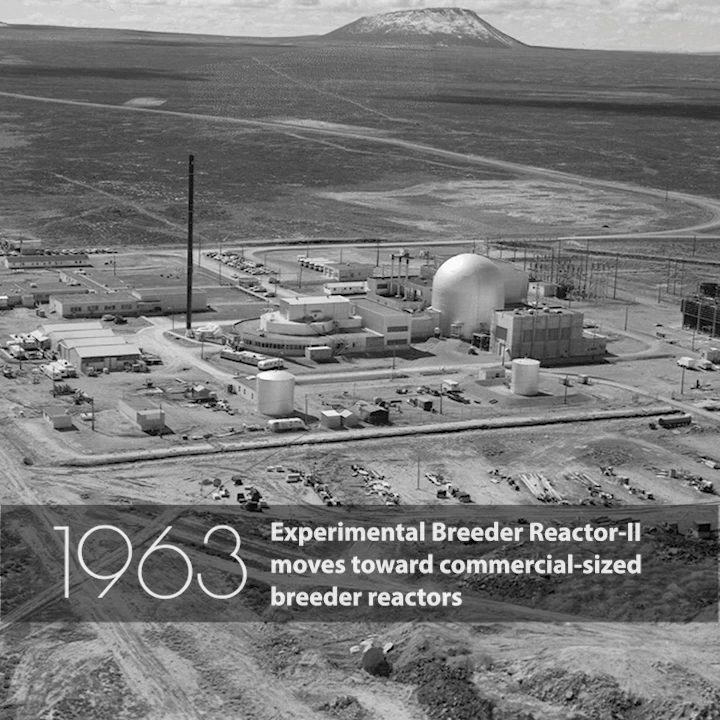 1963
Experimental Breeder Reactor-II
moves toward commercial-sized
breeder reactors